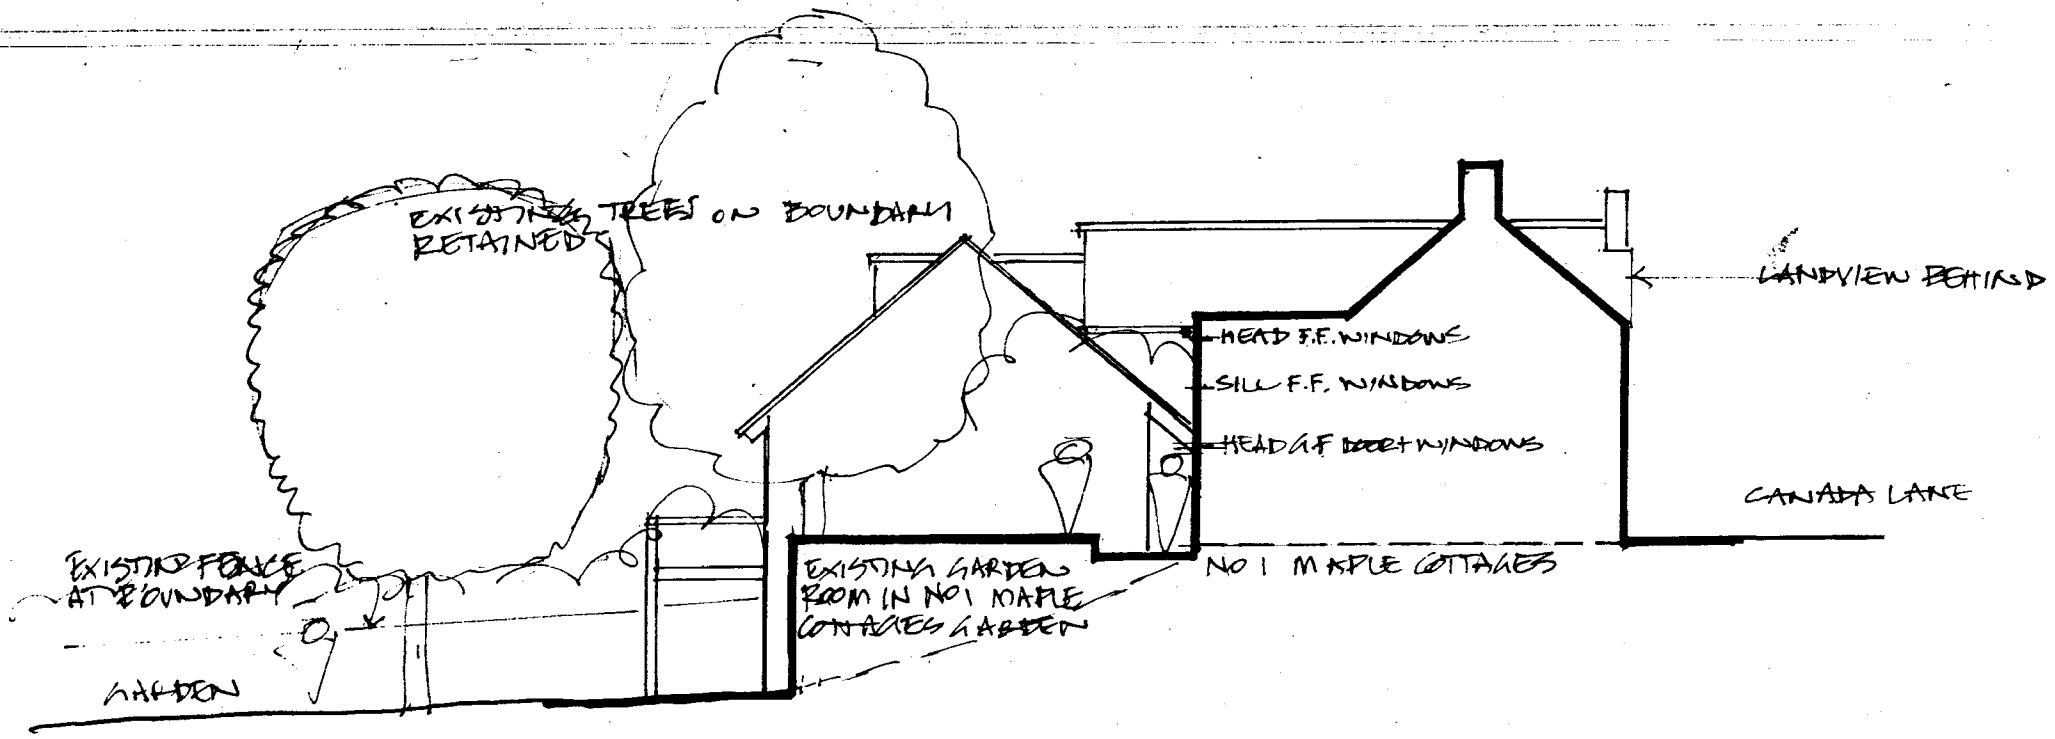 EXISTING TREES ON BOUNDARY
RETAINED
LANDVIEW BEHIND
HEAD F.F. WINDOWS
SILL F.F. WINDOWS
HEAD G.F DOOR + WINDOWS
CANADA LANE
EXISTING FENCE
AT BOUNDARY
EXISTING GARDEN
ROOM IN NO 1 MAPLE
COTTAGES GARDEN
NO 1 MAPLE COTTAGES
GARDEN